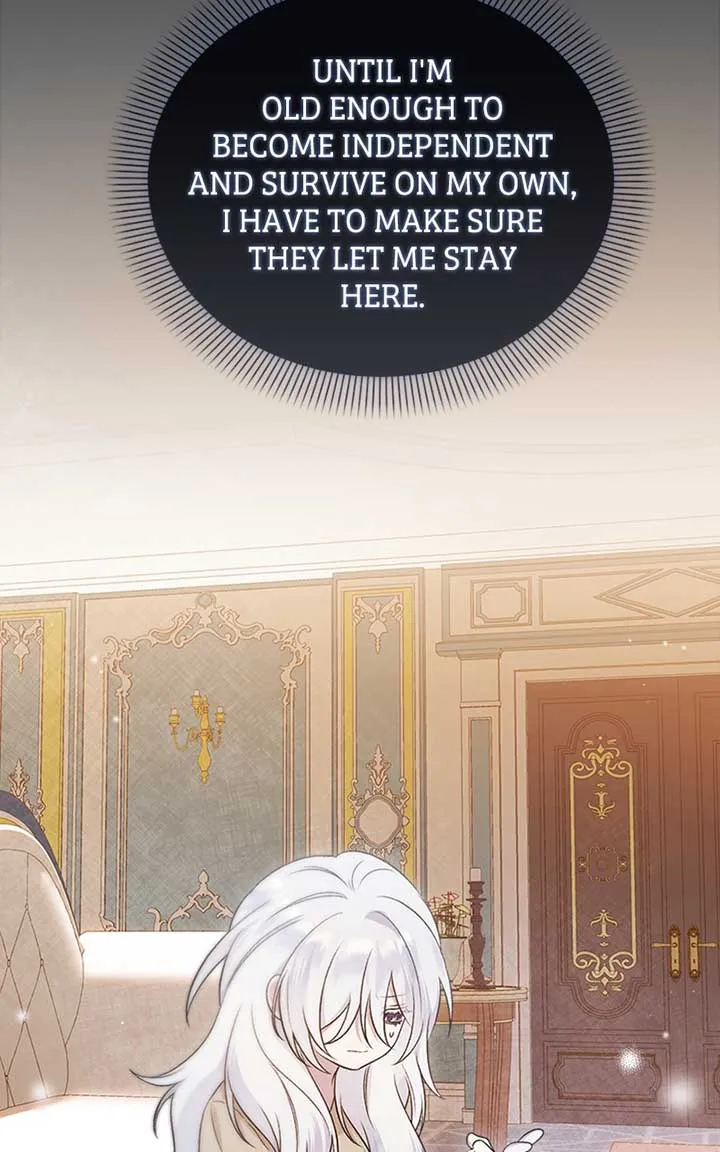 UNTIL I'M
OLD ENOUGH TO
BECOME INDEPENDENT
AND SURVIVE ON MY OWN,
I HAVE TO MAKE SURE
THEY LET ME STAY
HERE.